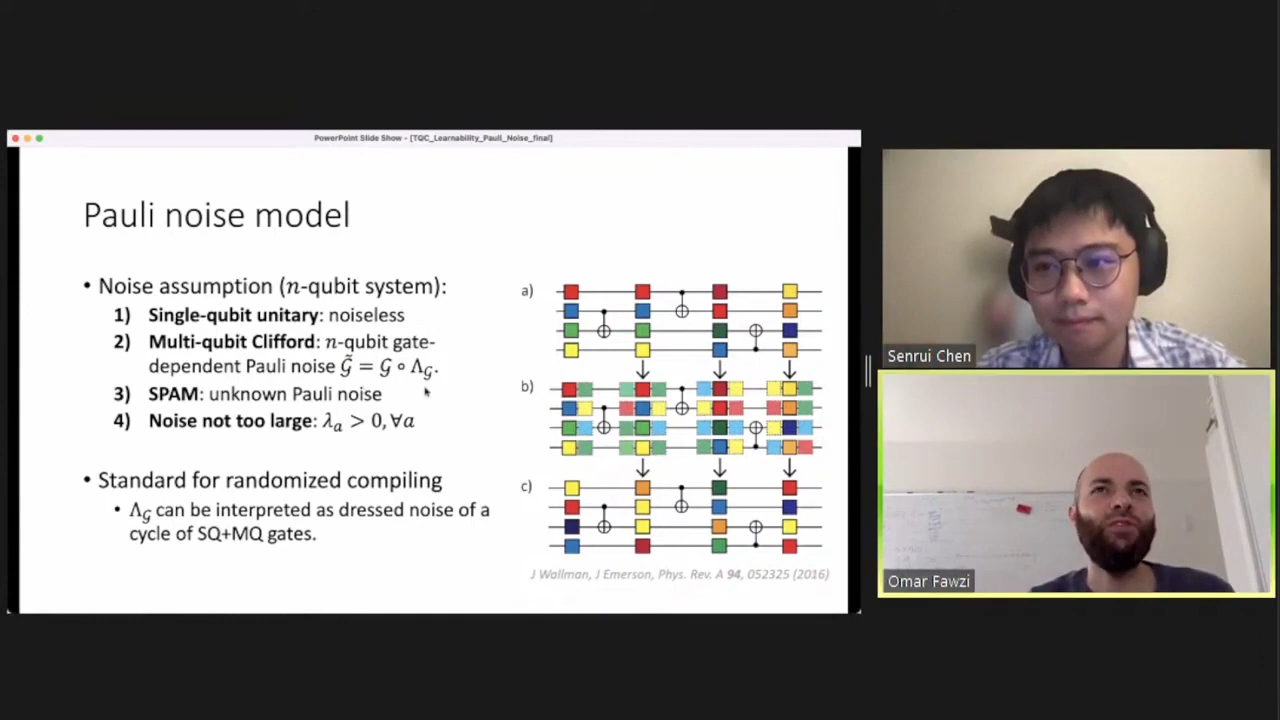 PowerPoint Slide Show - [TQC_Learnability_Pauli_Noise_final]
Pauli noise model
• Noise assumption (n-qubit system):
1) Single-qubit unitary: noiseless
2) Multi-qubit Clifford: n-qubit gate-
dependent Pauli noise 𝒢̃ = 𝒢 ∘ Λ𝒢.
3) SPAM: unknown Pauli noise
4) Noise not too large: λₐ > 0, ∀a
• Standard for randomized compiling
• Λ𝒢 can be interpreted as dressed noise of a
cycle of SQ+MQ gates.
a)
b)
c)
J Wallman, J Emerson, Phys. Rev. A 94, 052325 (2016)
Senrui Chen
Omar Fawzi